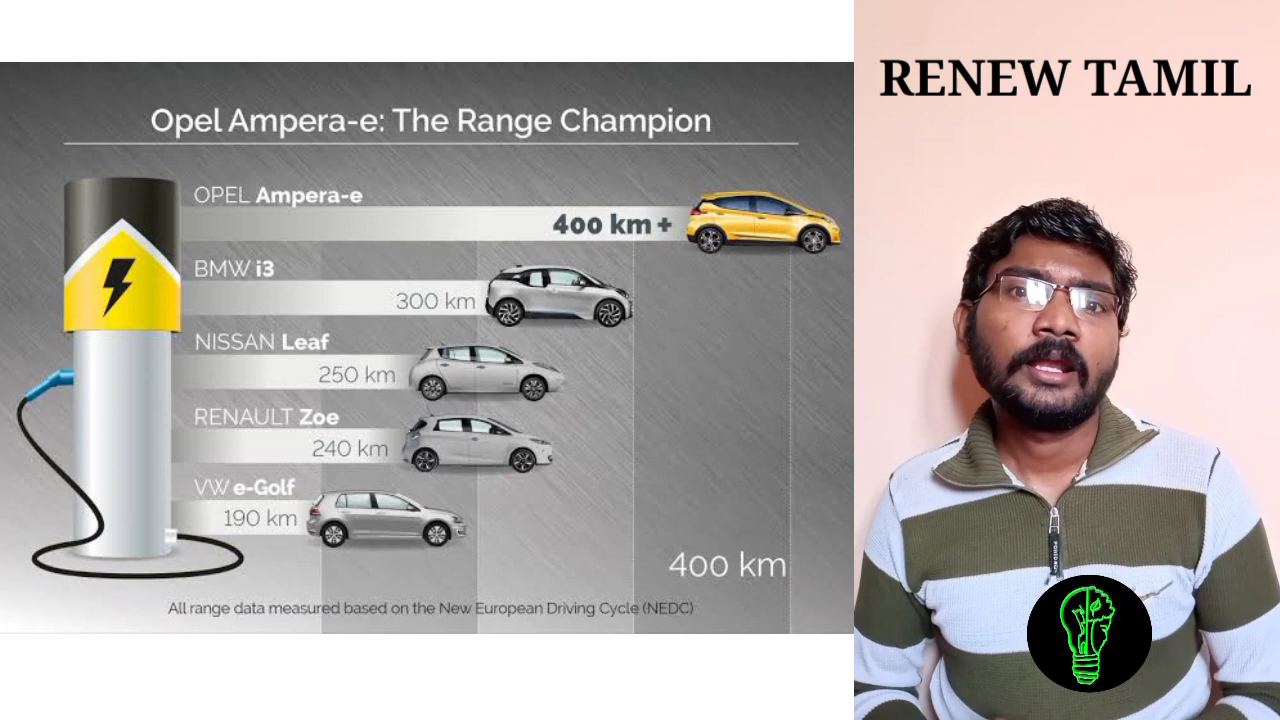 Opel Ampera-e: The Range Champion
OPEL Ampera-e
400 km +
BMW i3
300 km
NISSAN Leaf
250 km
RENAULT Zoe
240 km
VW e-Golf
190 km
400 km
All range data measured based on the New European Driving Cycle (NEDC)
RENEW TAMIL